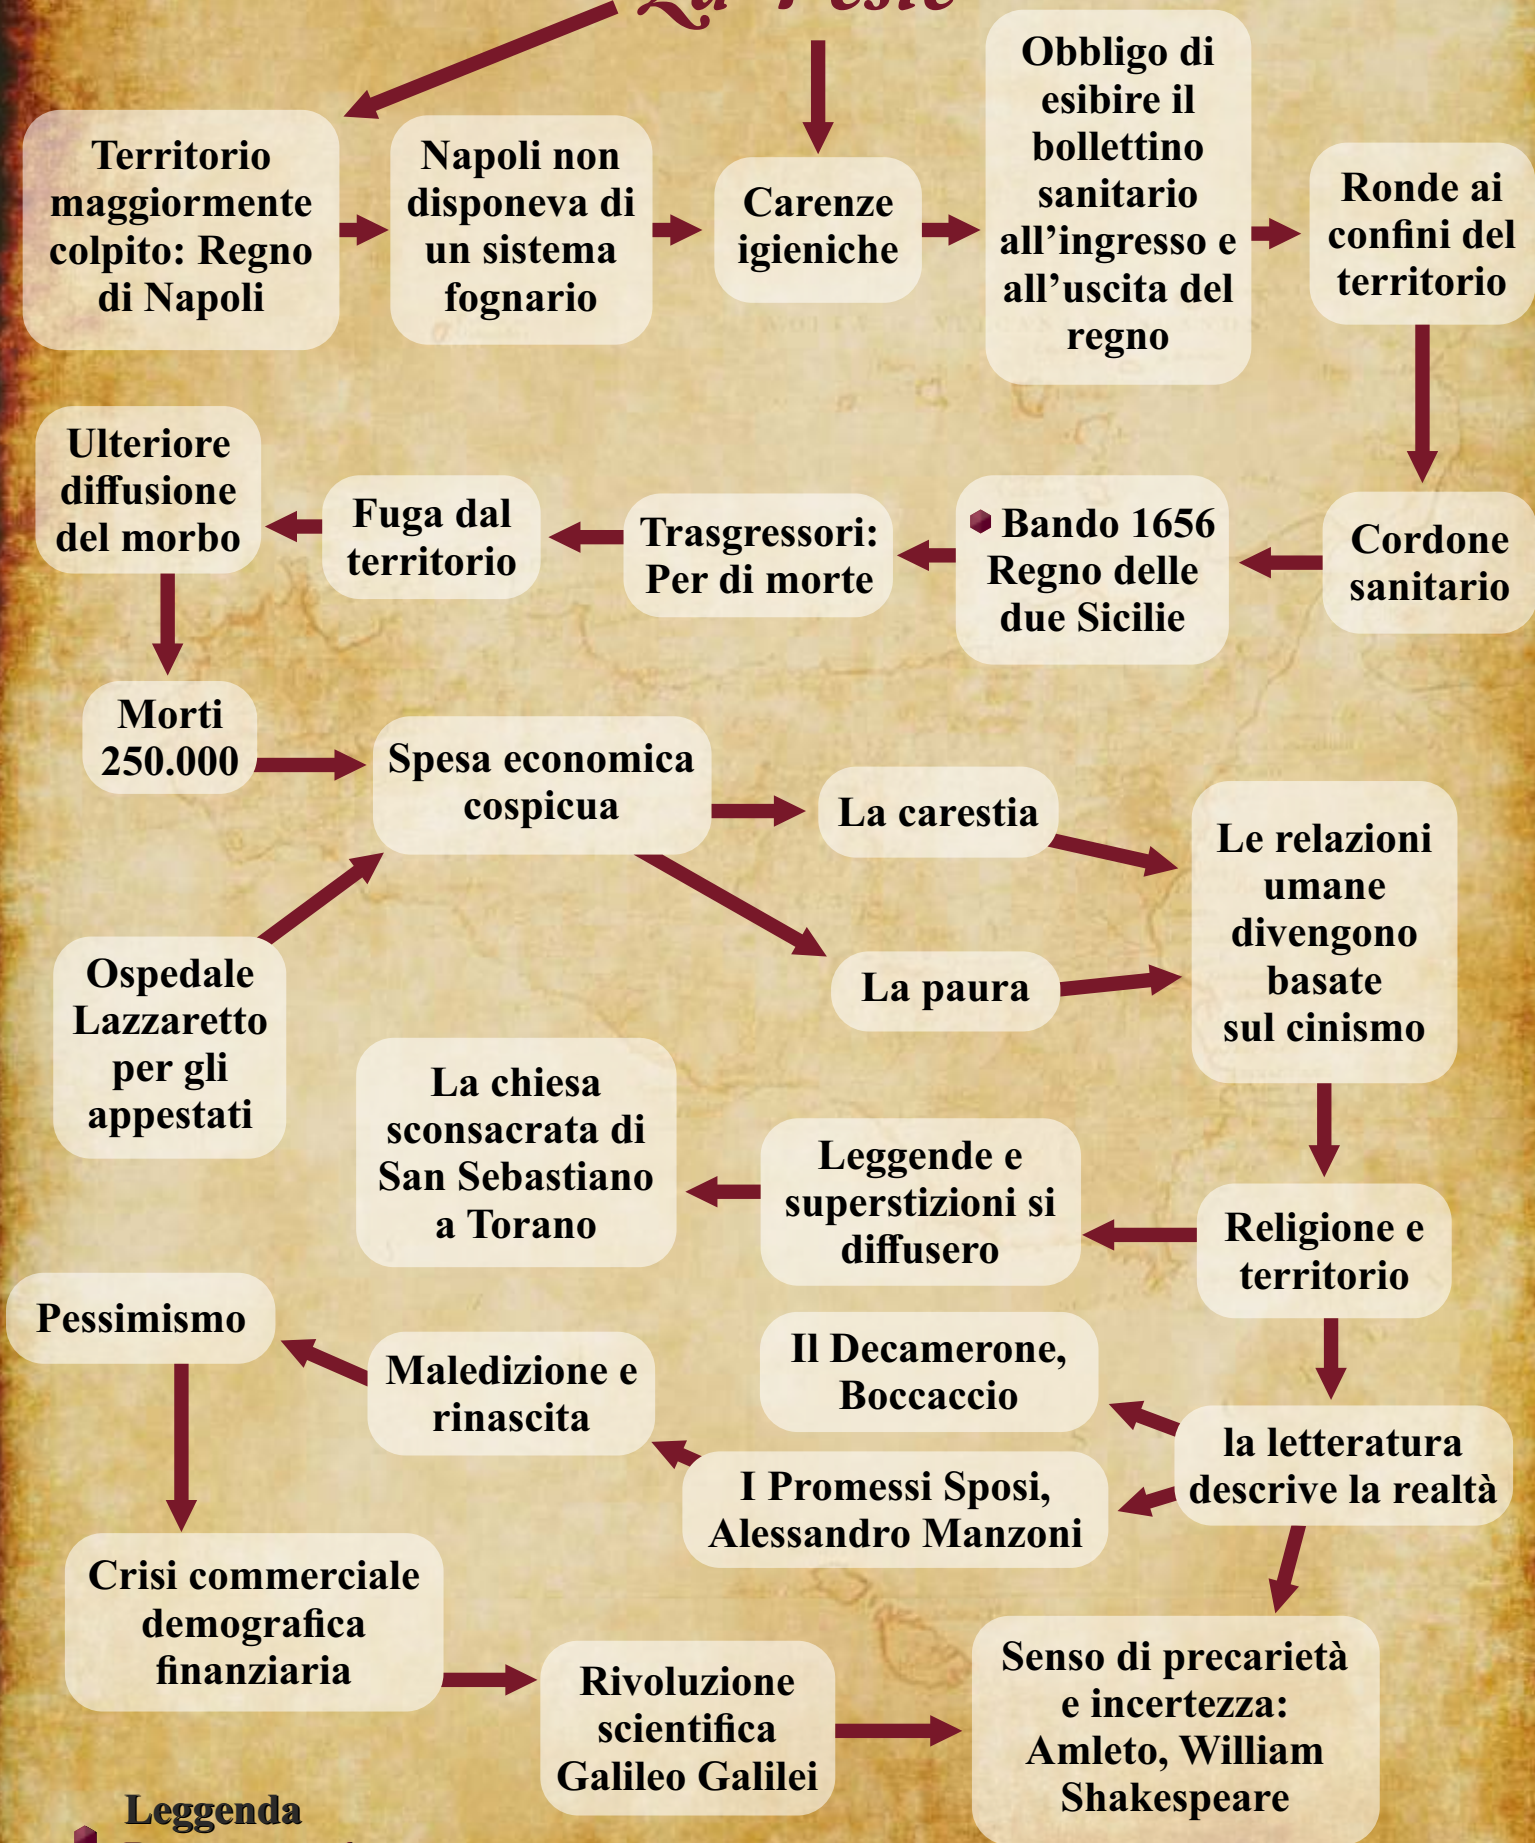 La Peste
Territorio
maggiormente
colpito: Regno
di Napoli
Napoli non
disponeva di
un sistema
fognario
Carenze
igieniche
Obbligo di
esibire il
bollettino
sanitario
all’ingresso e
all’uscita del
regno
Ronde ai
confini del
territorio
Cordone
sanitario
Bando 1656
Regno delle
due Sicilie
Trasgressori:
Per di morte
Fuga dal
territorio
Ulteriore
diffusione
del morbo
Morti
250.000
Spesa economica
cospicua
Ospedale
Lazzaretto
per gli
appestati
La carestia
La paura
Le relazioni
umane
divengono
basate
sul cinismo
Religione e
territorio
Leggende e
superstizioni si
diffusero
La chiesa
sconsacrata di
San Sebastiano
a Torano
la letteratura
descrive la realtà
Il Decamerone,
Boccaccio
I Promessi Sposi,
Alessandro Manzoni
Maledizione e
rinascita
Pessimismo
Crisi commerciale
demografica
finanziaria
Rivoluzione
scientifica
Galileo Galilei
Senso di precarietà
e incertezza:
Amleto, William
Shakespeare
Leggenda